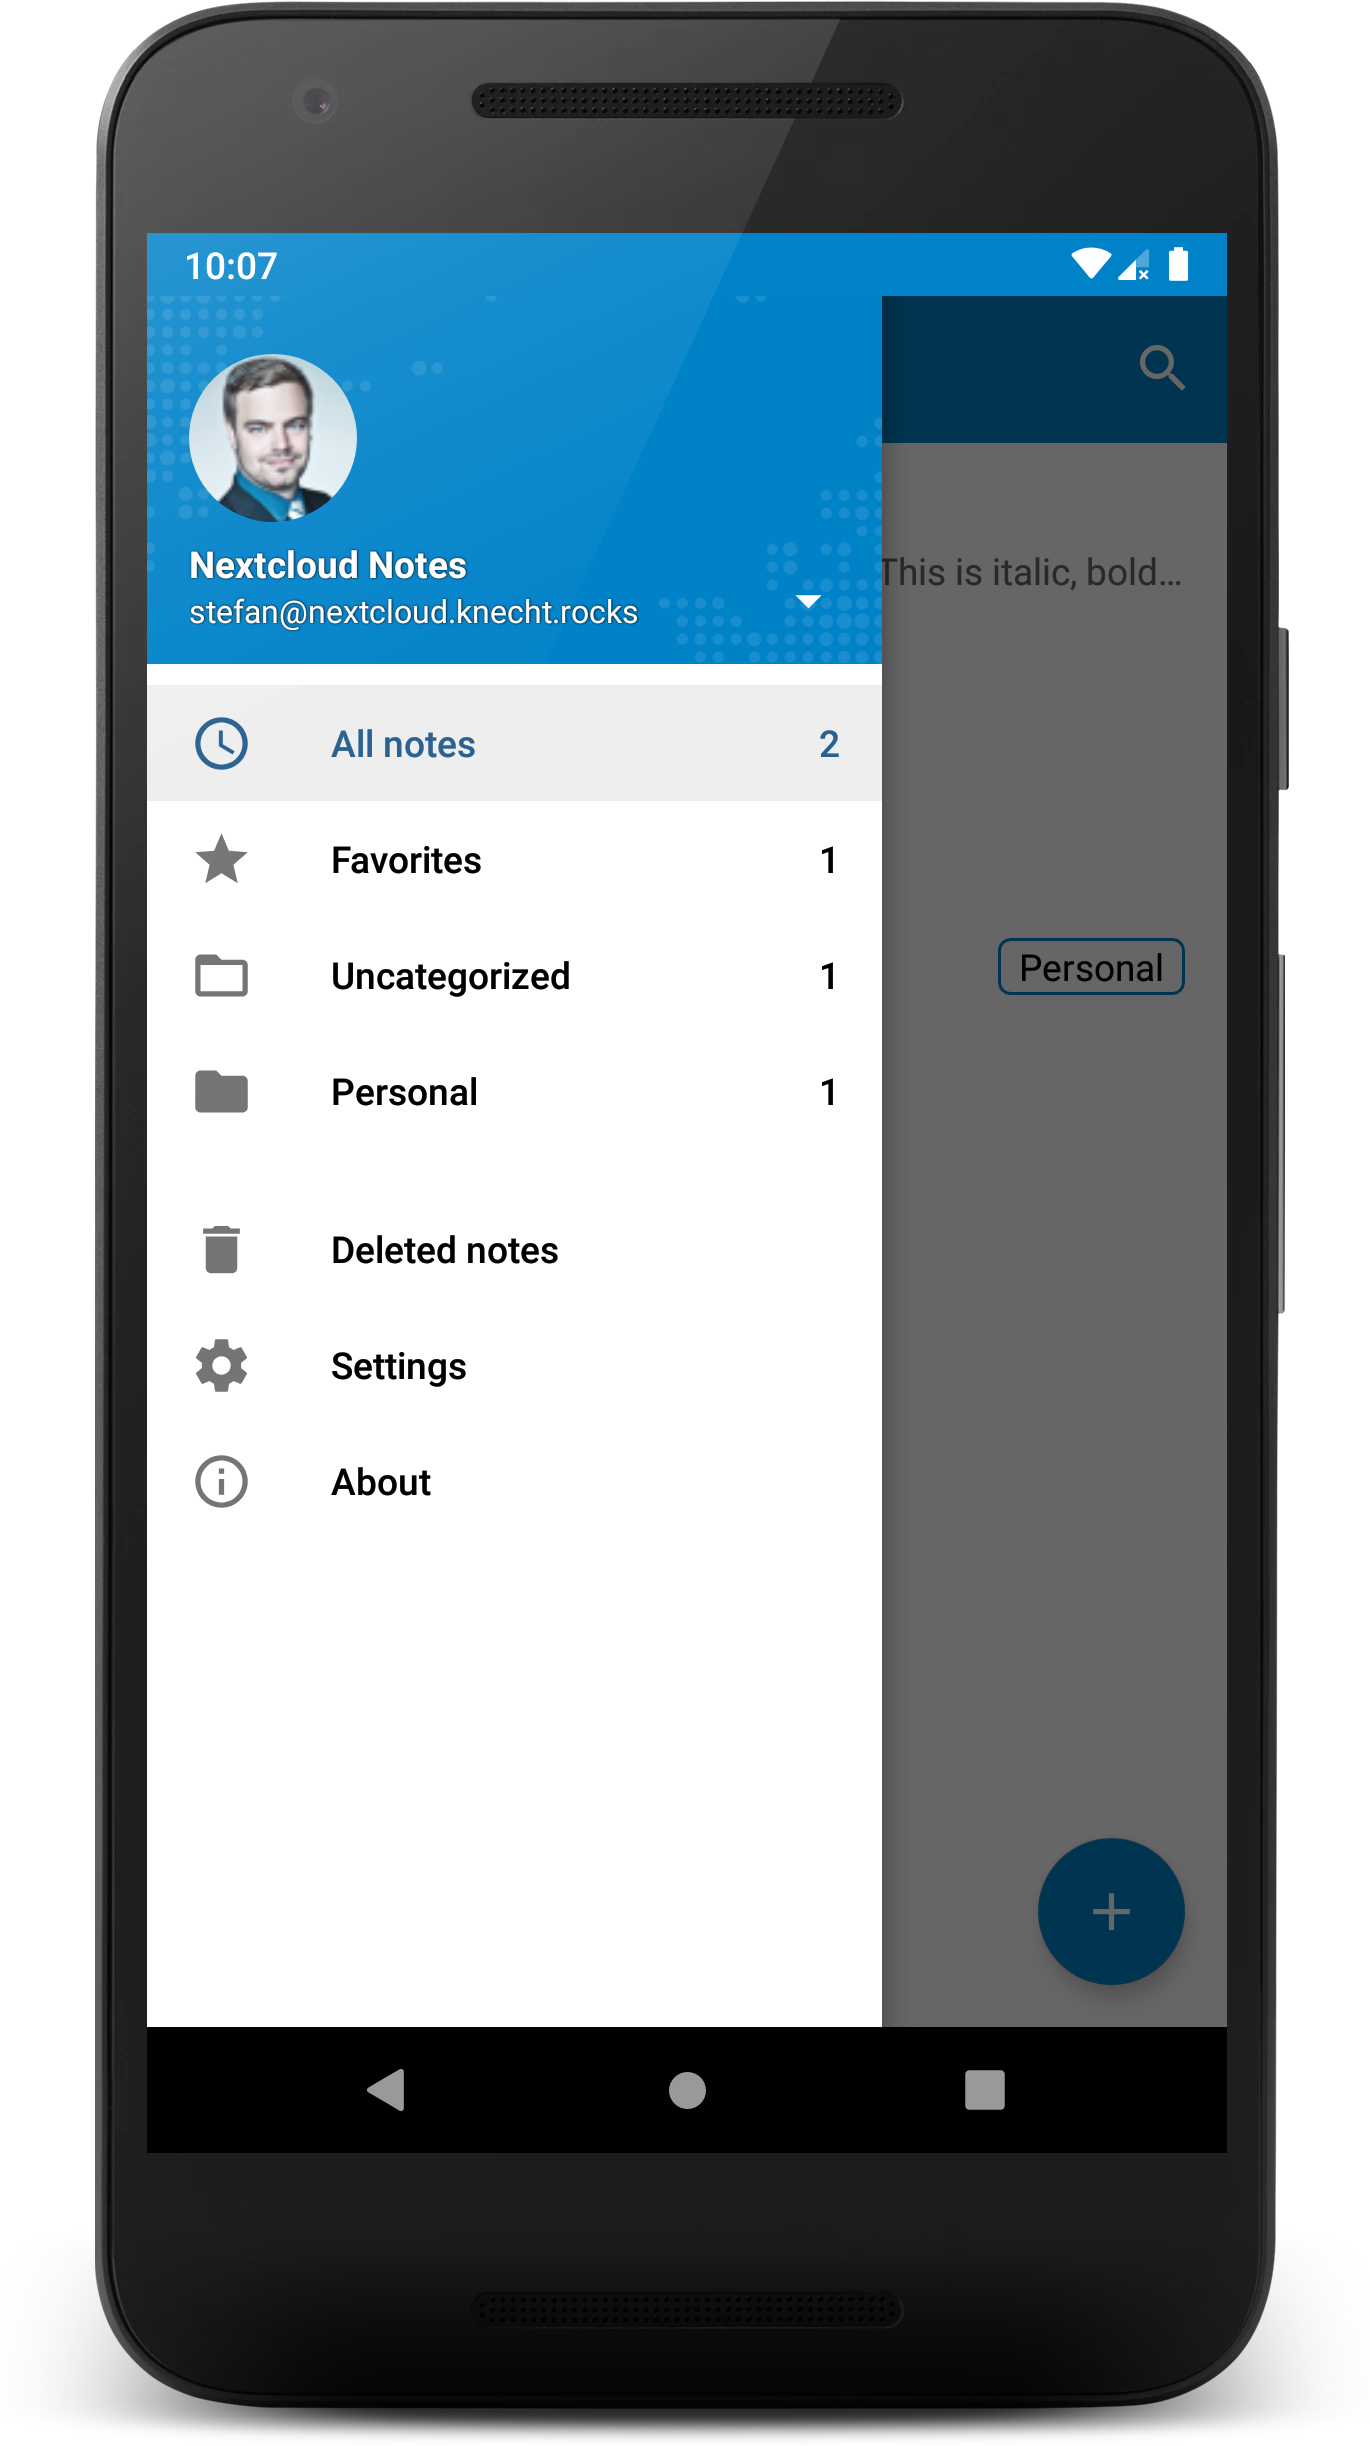 10:07
Nextcloud Notes
stefan@nextcloud.knecht.rocks
This is italic, bold…
All notes 2
Favorites 1
Uncategorized 1
Personal
Personal 1
Deleted notes
Settings
About